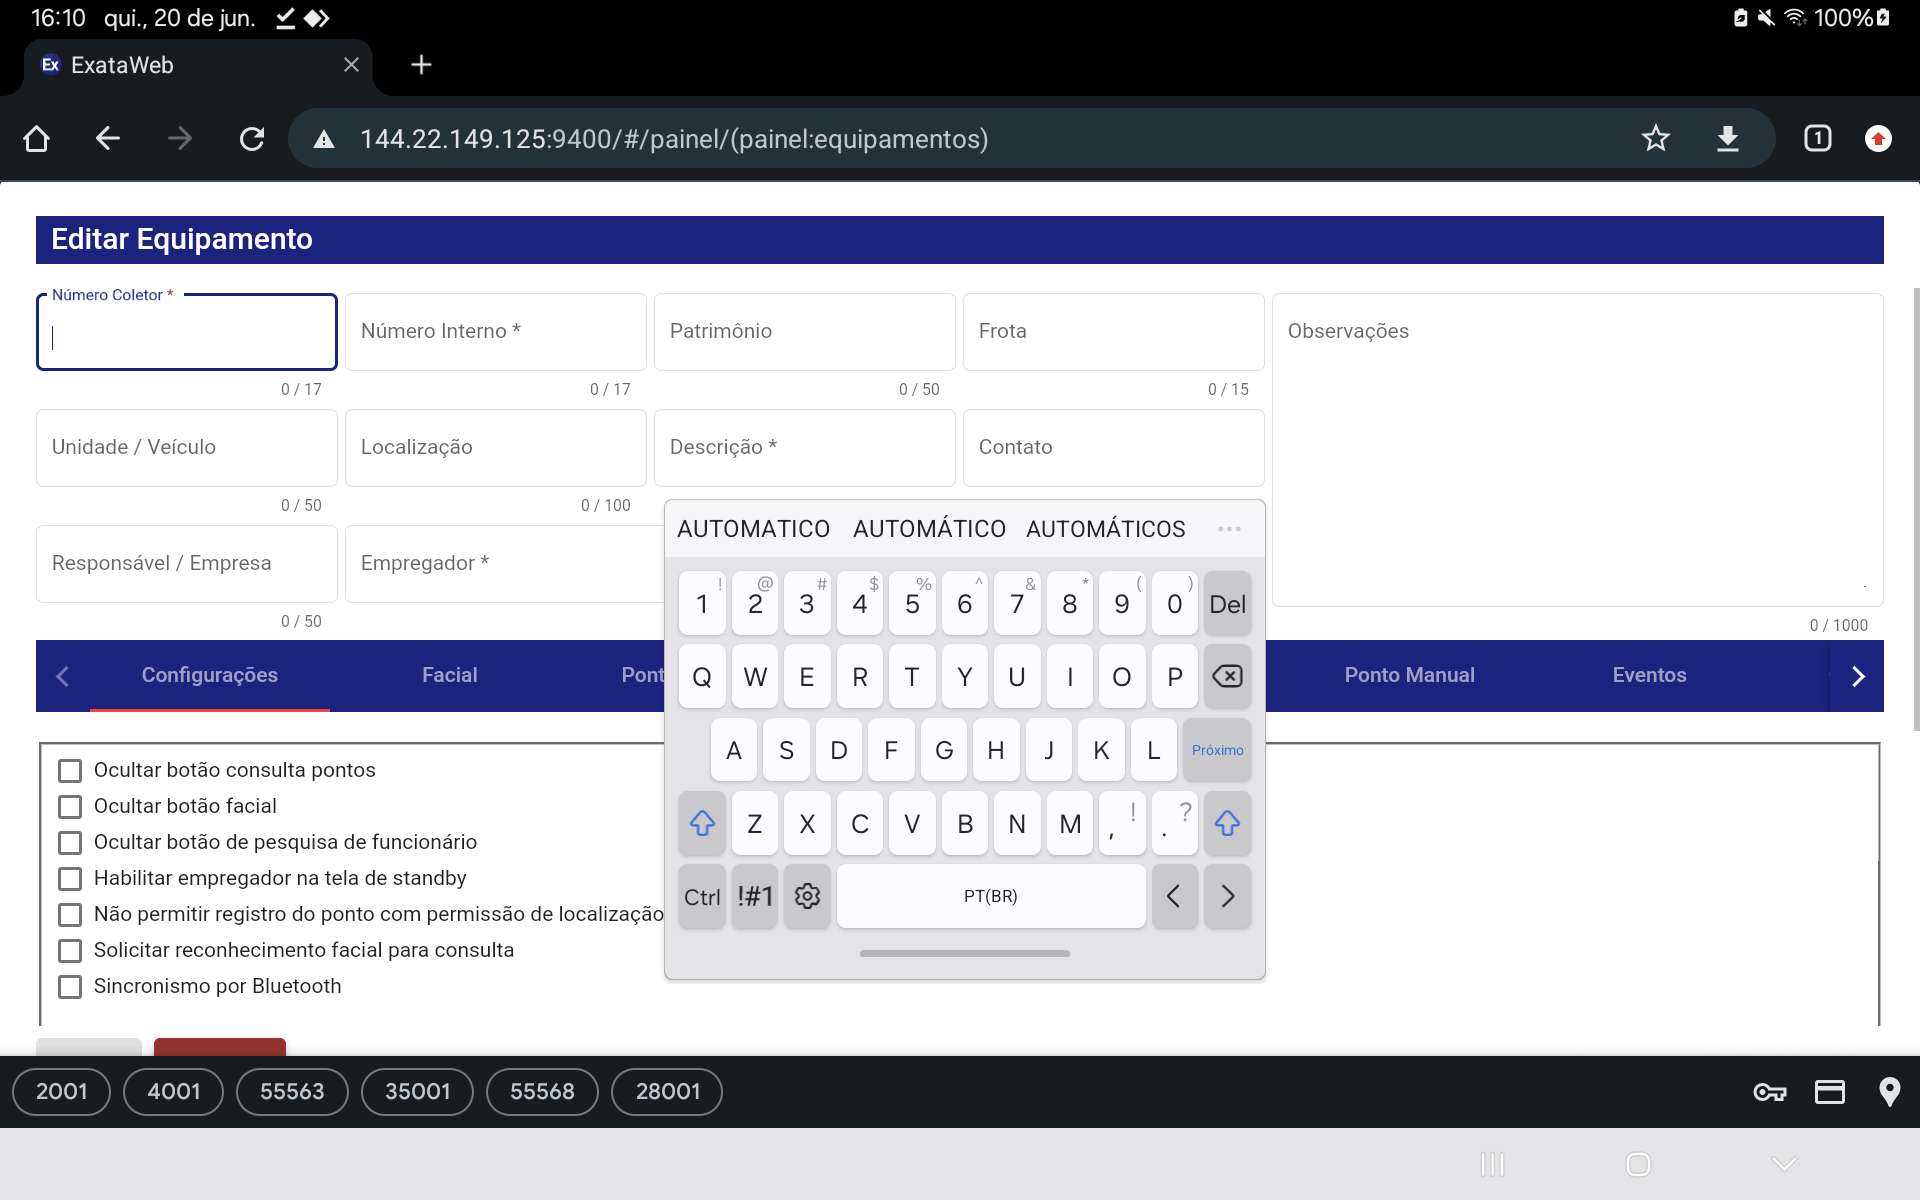 16:10 qui., 20 de jun. 100%
Ex ExataWeb
144.22.149.125:9400/#/painel/(painel:equipamentos) 1
Editar Equipamento
Número Coletor *
Número Interno * Patrimônio Frota Observações
0 / 17 0 / 17 0 / 50 0 / 15
Unidade / Veículo Localização Descrição * Contato
0 / 50 0 / 100
Responsável / Empresa Empregador *
0 / 50 0 / 1000
Configurações Facial Pont Ponto Manual Eventos
Ocultar botão consulta pontos
Ocultar botão facial
Ocultar botão de pesquisa de funcionário
Habilitar empregador na tela de standby
Não permitir registro do ponto com permissão de localização
Solicitar reconhecimento facial para consulta
Sincronismo por Bluetooth
AUTOMATICO AUTOMÁTICO AUTOMÁTICOS ...
! @ # $ % ^ & * ( )
1 2 3 4 5 6 7 8 9 0 Del
Q W E R T Y U I O P
A S D F G H J K L Próximo
Z X C V B N M , ! . ?
Ctrl !#1 PT(BR) < >
2001 4001 55563 35001 55568 28001